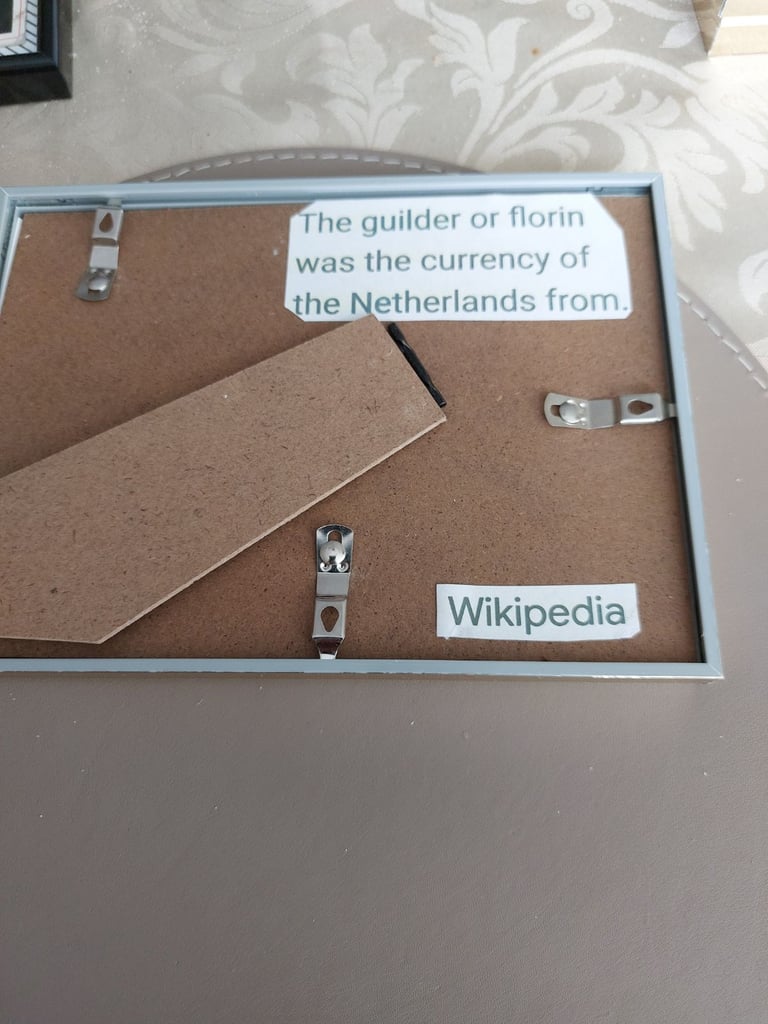 The guilder or florin
was the currency of
the Netherlands from.
Wikipedia